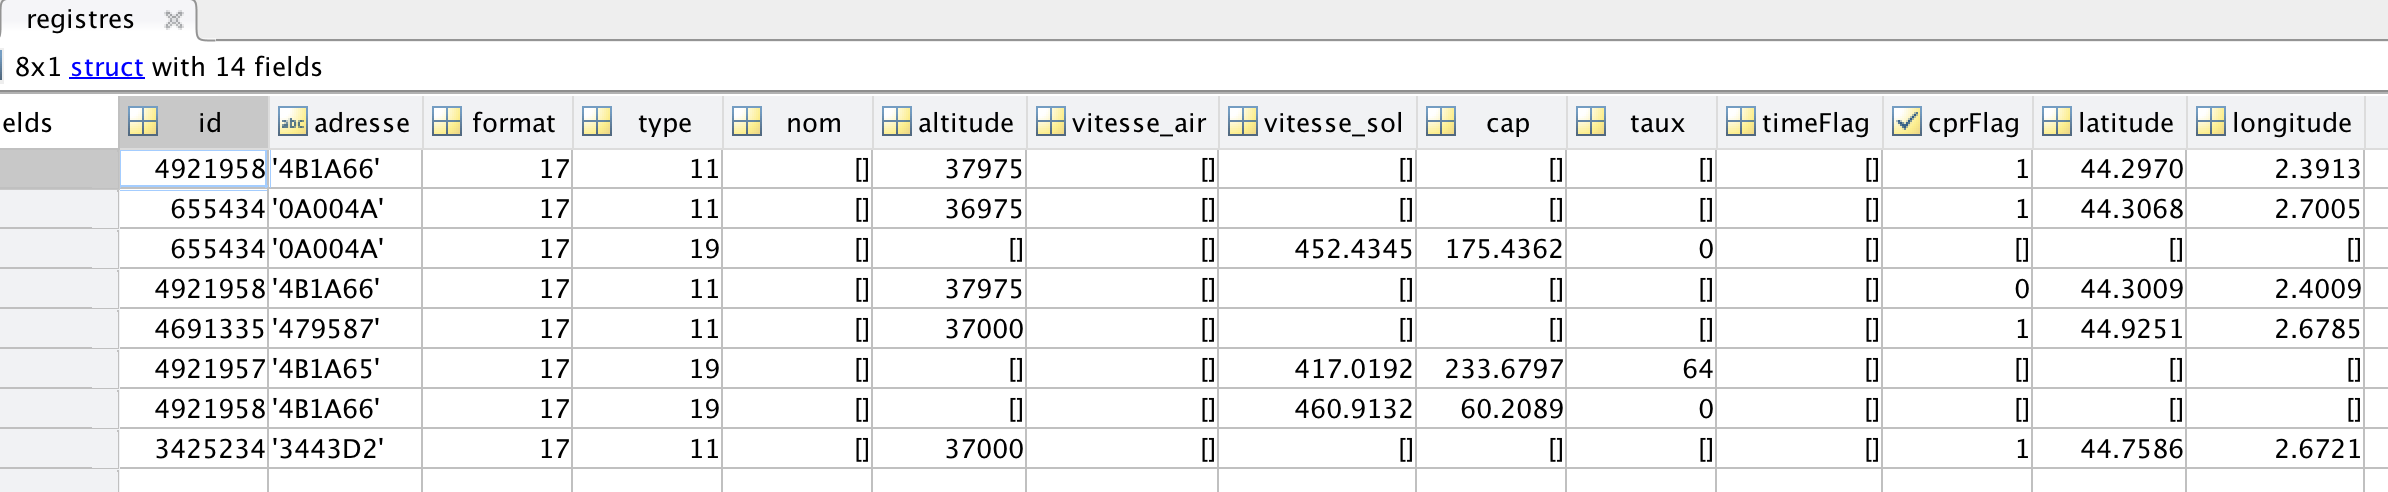 registres
8x1 struct with 14 fields
elds id abc adresse format type nom altitude vitesse_air vitesse_sol cap taux timeFlag cprFlag latitude longitude
4921958 '4B1A66' 17 11 [] 37975 [] [] [] [] [] 1 44.2970 2.3913
655434 '0A004A' 17 11 [] 36975 [] [] [] [] [] 1 44.3068 2.7005
655434 '0A004A' 17 19 [] [] [] 452.4345 175.4362 0 [] [] [] []
4921958 '4B1A66' 17 11 [] 37975 [] [] [] [] [] 0 44.3009 2.4009
4691335 '479587' 17 11 [] 37000 [] [] [] [] [] 1 44.9251 2.6785
4921957 '4B1A65' 17 19 [] [] [] 417.0192 233.6797 64 [] [] [] []
4921958 '4B1A66' 17 19 [] [] [] 460.9132 60.2089 0 [] [] [] []
3425234 '3443D2' 17 11 [] 37000 [] [] [] [] [] 1 44.7586 2.6721